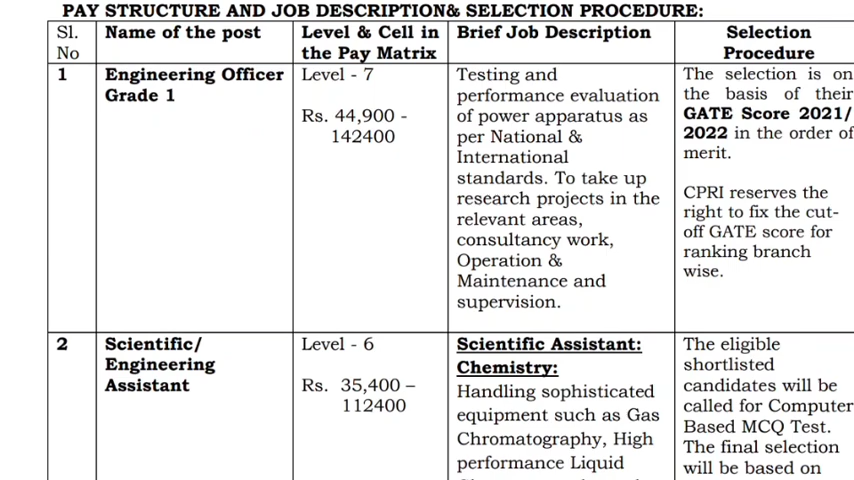 PAY STRUCTURE AND JOB DESCRIPTION& SELECTION PROCEDURE:
Sl. No
Name of the post
Level & Cell in
the Pay Matrix
Brief Job Description
Selection
Procedure
1
Engineering Officer
Grade 1
Level - 7
Rs. 44,900 -
142400
Testing and
performance evaluation
of power apparatus as
per National &
International
standards. To take up
research projects in the
relevant areas,
consultancy work,
Operation &
Maintenance and
supervision.
The selection is on
the basis of their
GATE Score 2021/
2022 in the order of
merit.
CPRI reserves the
right to fix the cut-
off GATE score for
ranking branch
wise.
2
Scientific/
Engineering
Assistant
Level - 6
Rs. 35,400 –
112400
Scientific Assistant:
Chemistry:
Handling sophisticated
equipment such as Gas
Chromatography, High
performance Liquid
The eligible
shortlisted
candidates will be
called for Computer
Based MCQ Test.
The final selection
will be based on